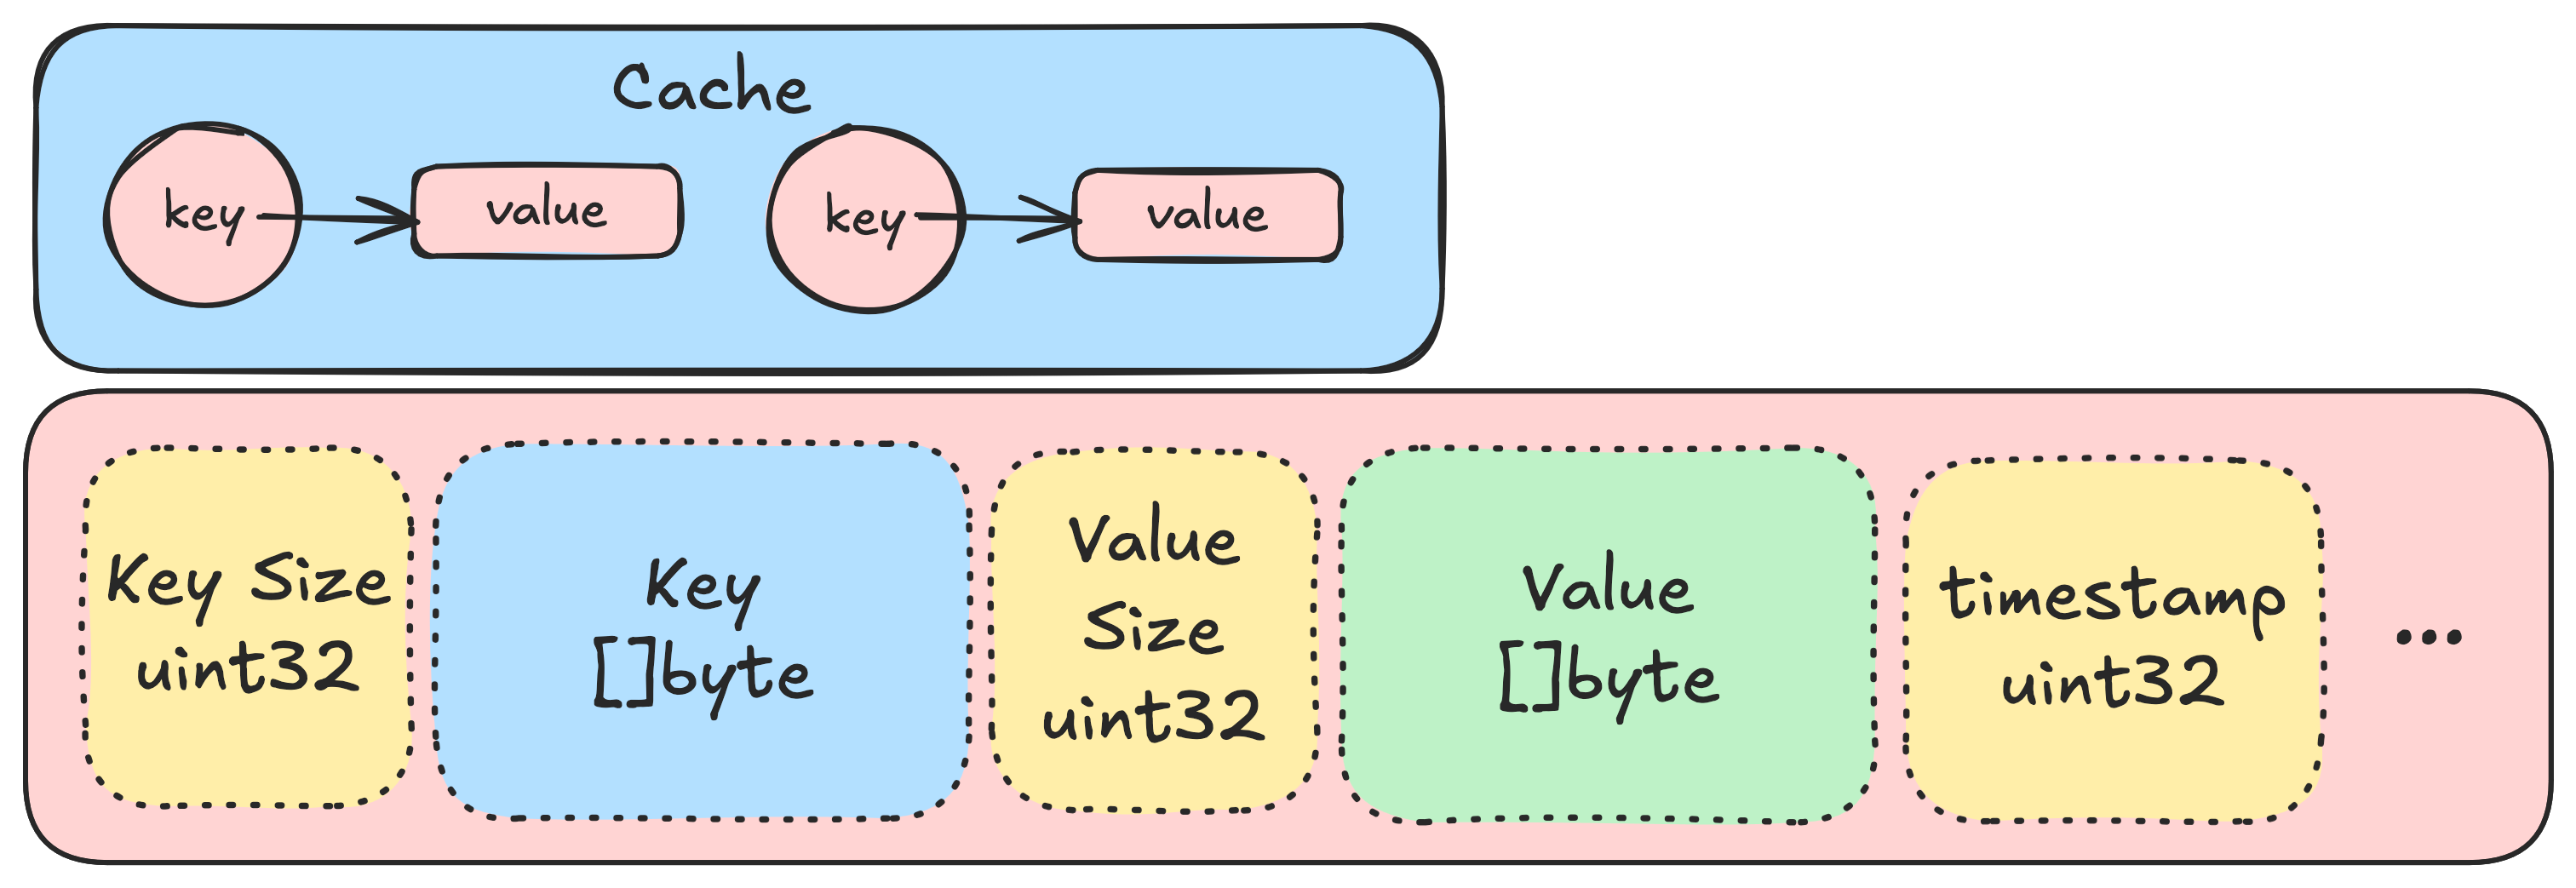 Cache
key
value
key
value
Key Size
uint32
Key
[]byte
Value
Size
uint32
Value
[]byte
timestamp
uint32
...